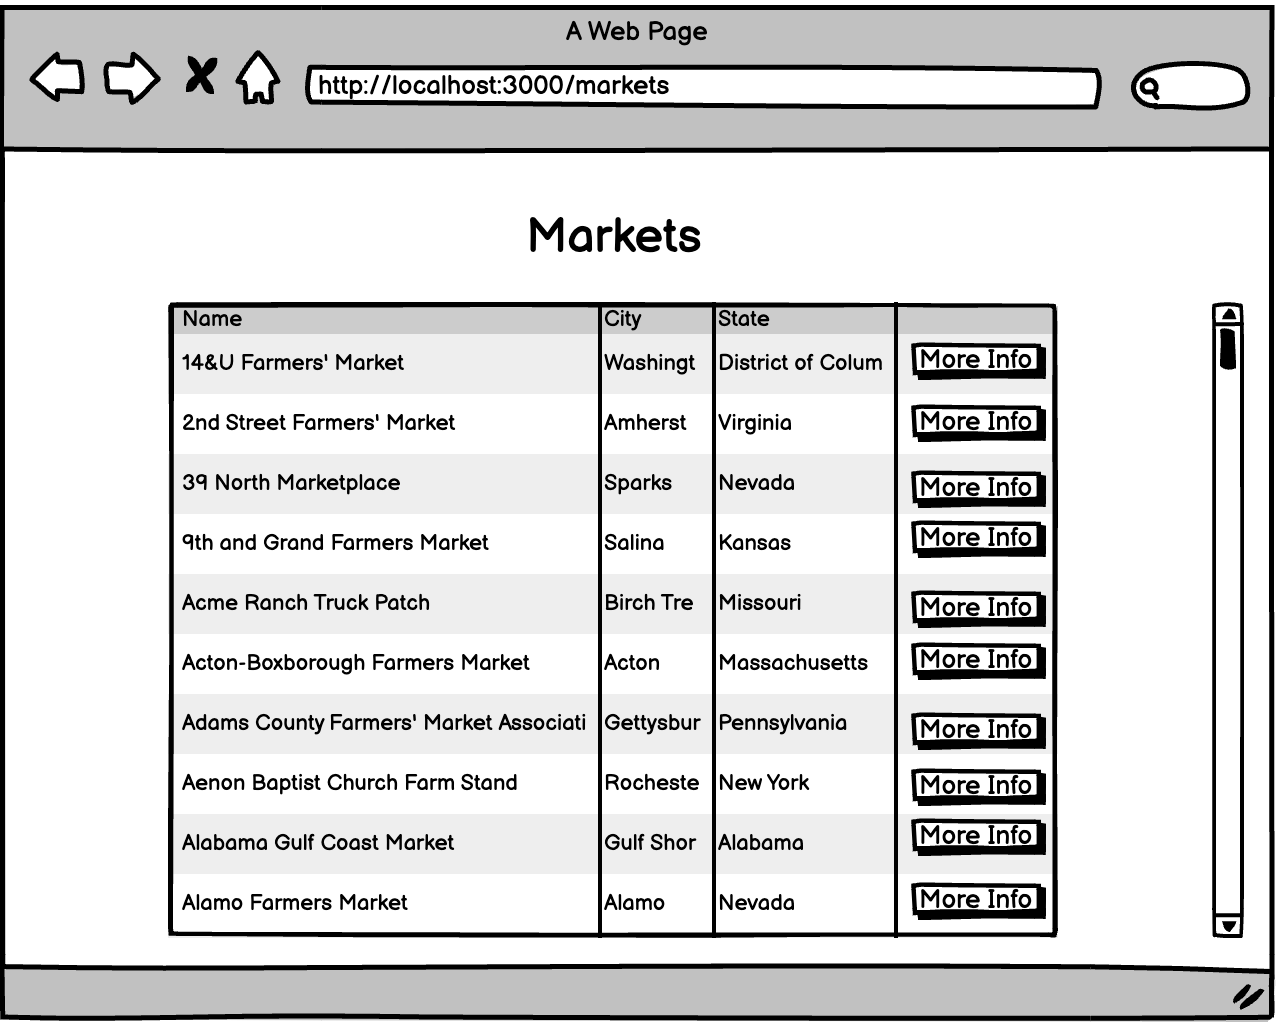 A Web Page
http://localhost:3000/markets
Markets
Name City State
14&U Farmers' Market Washingt District of Colum More Info
2nd Street Farmers' Market Amherst Virginia More Info
39 North Marketplace Sparks Nevada More Info
9th and Grand Farmers Market Salina Kansas More Info
Acme Ranch Truck Patch Birch Tre Missouri More Info
Acton-Boxborough Farmers Market Acton Massachusetts More Info
Adams County Farmers' Market Associati Gettysbur Pennsylvania More Info
Aenon Baptist Church Farm Stand Rocheste New York More Info
Alabama Gulf Coast Market Gulf Shor Alabama More Info
Alamo Farmers Market Alamo Nevada More Info